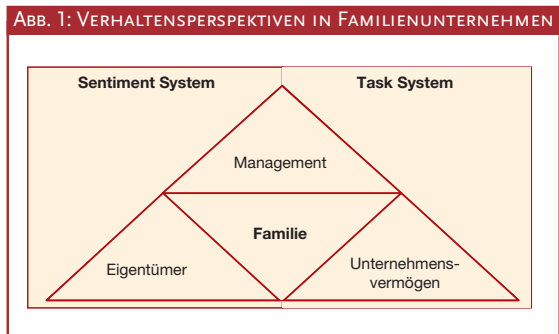 ABB. 1: VERHALTENSPERSPEKTIVEN IN FAMILIENUNTERNEHMEN
Sentiment System Task System
Management
Familie
Eigentümer
Unternehmens-
vermögen